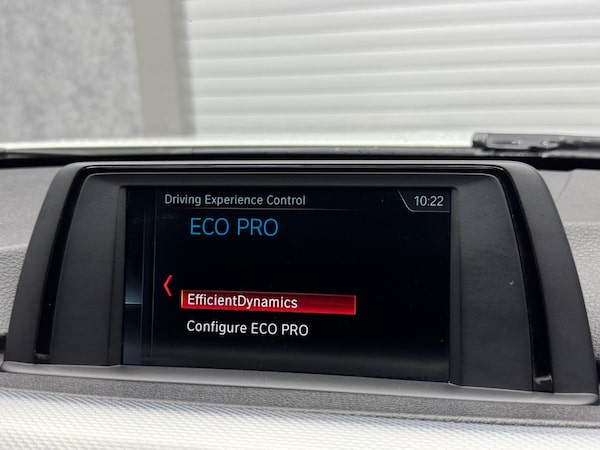 Driving Experience Control 10:22
ECO PRO
EfficientDynamics
Configure ECO PRO